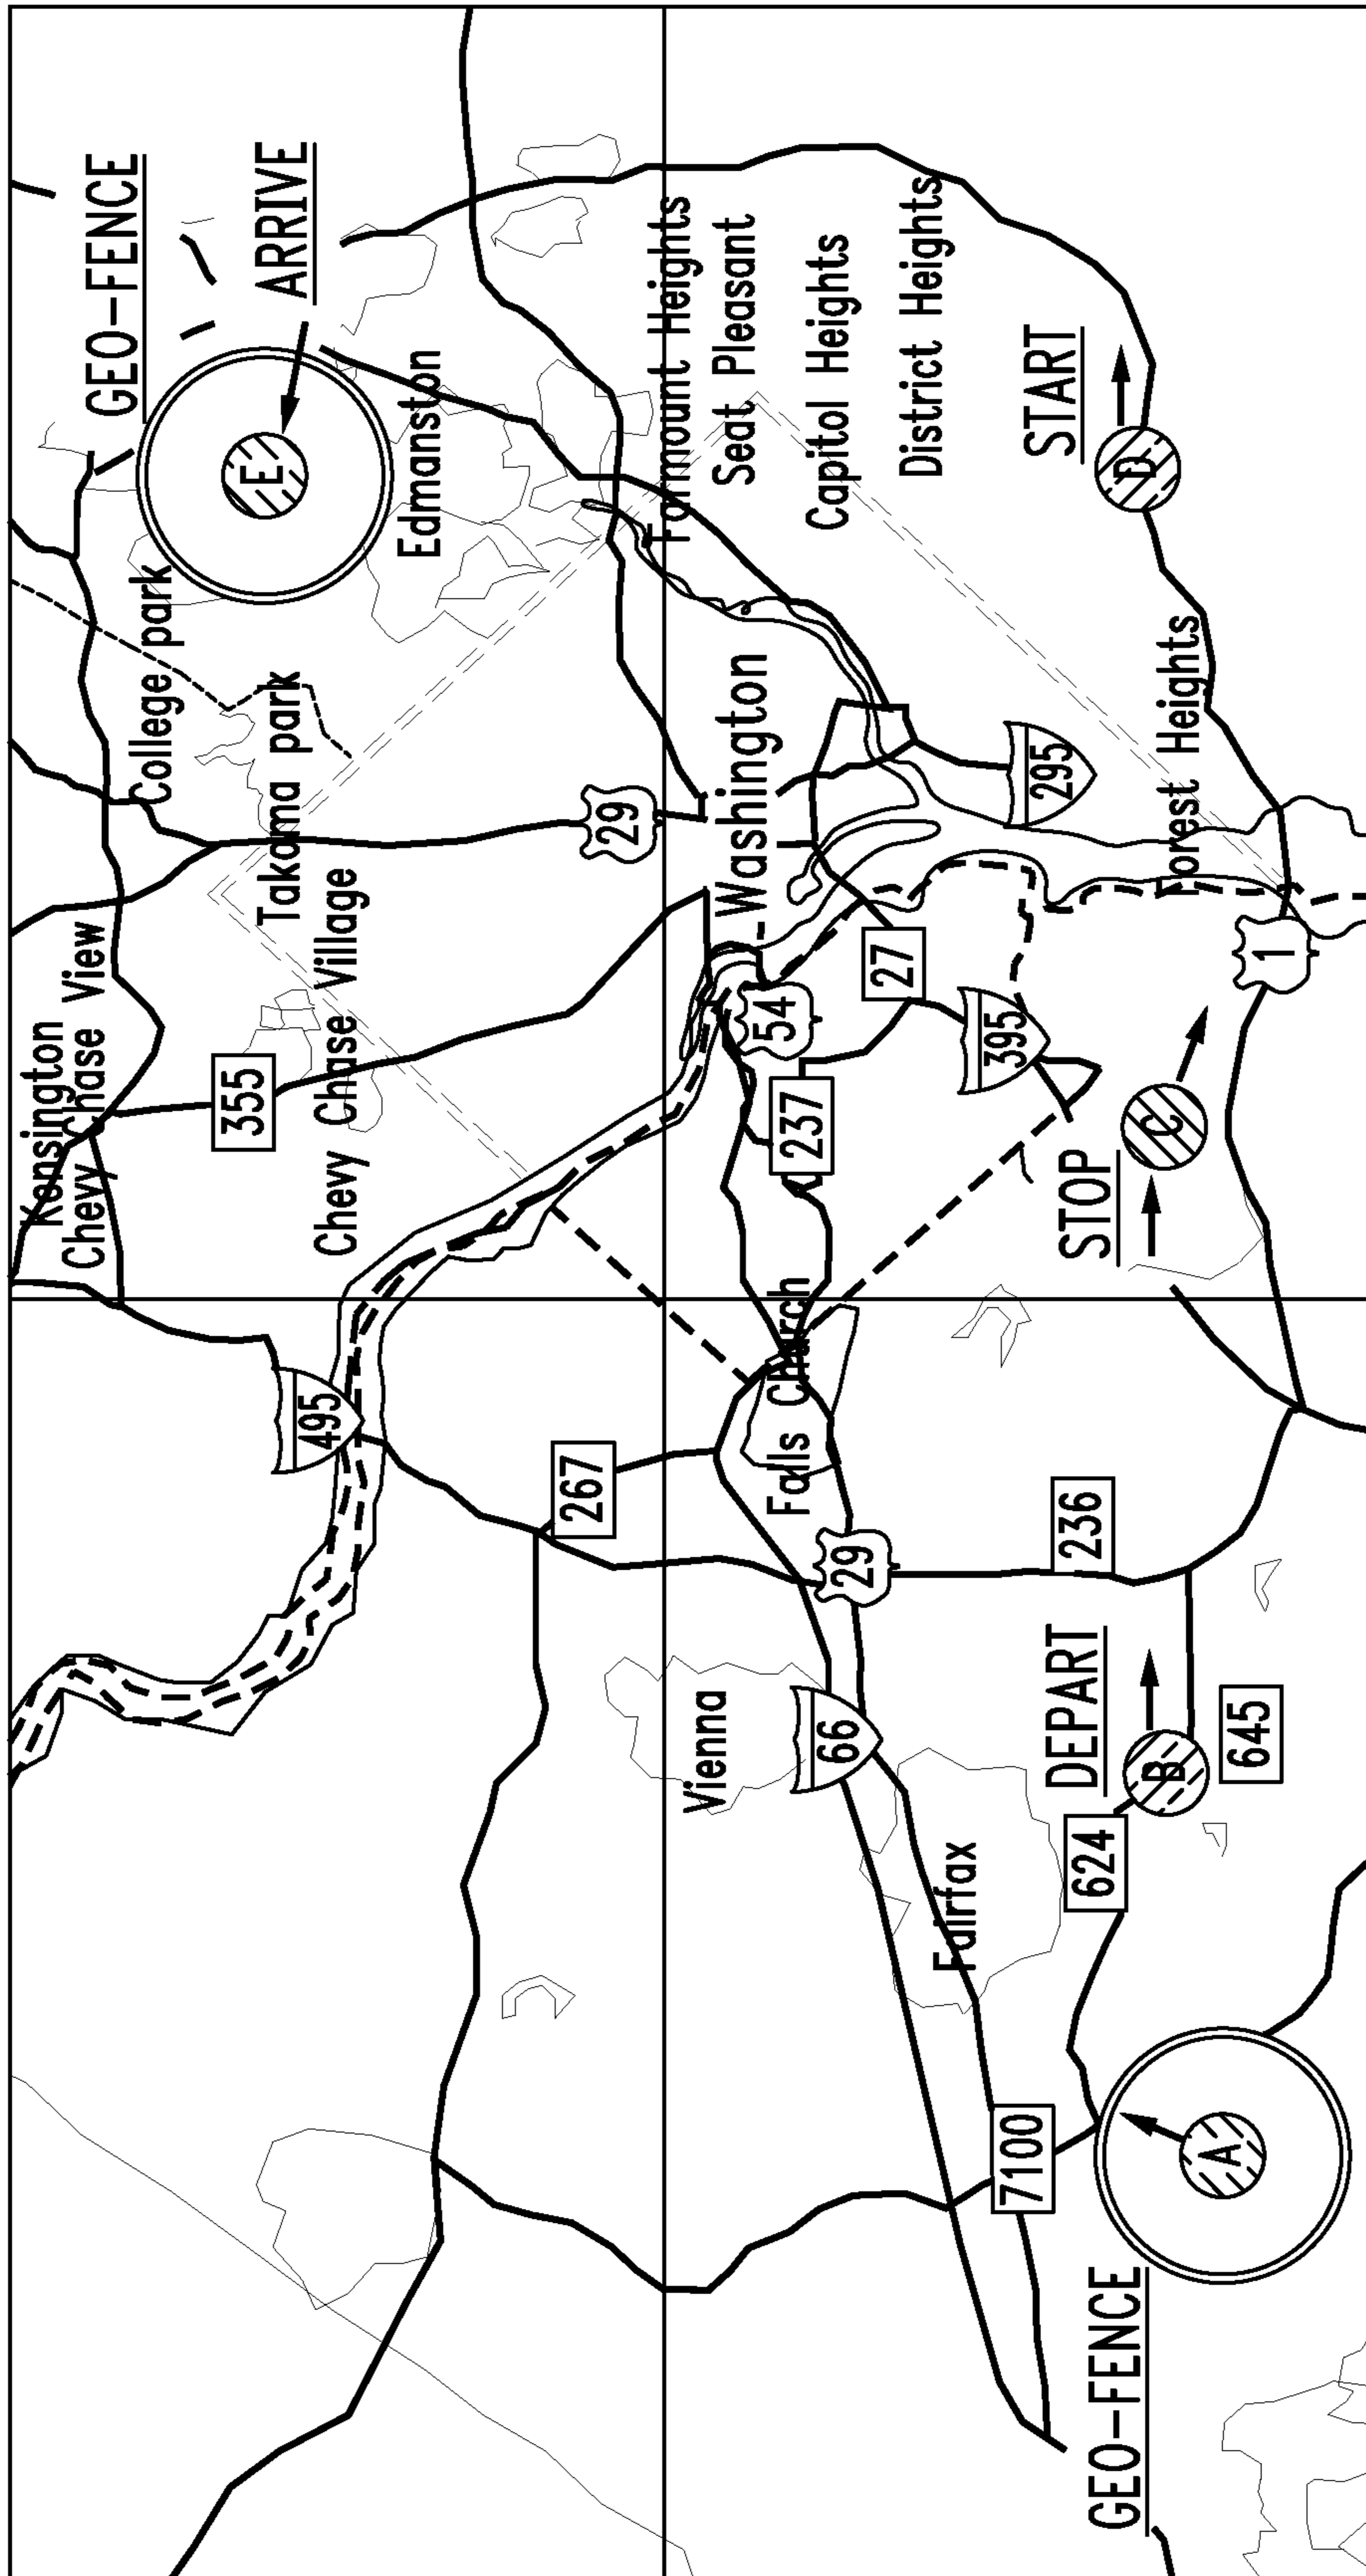 Kensington
Chevy Chase View
College park
GEO-FENCE
495
355
Takama park
ARRIVE
Chevy Chase Village
E
Edmanston
267
29
Formount Heights
Vienna
Washington
Seat Pleasant
Falls Church
54
66
237
Capitol Heights
29
27
District Heights
Fairfax
395
295
7100
START
DEPART
236
STOP
GEO-FENCE
624
D
B
C
Forest Heights
A
645
1